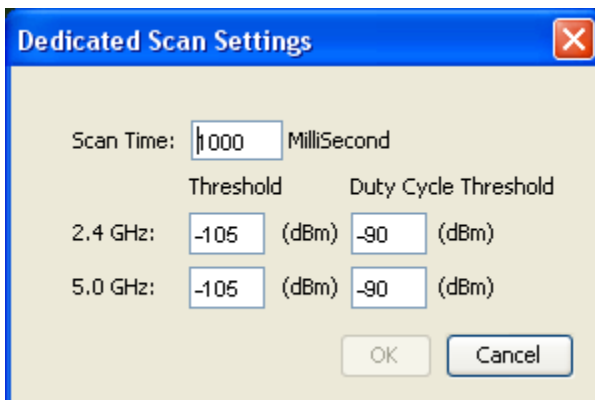 Dedicated Scan Settings
Scan Time: 1000 MilliSecond
Threshold Duty Cycle Threshold
2.4 GHz: -105 (dBm) -90 (dBm)
5.0 GHz: -105 (dBm) -90 (dBm)
OK Cancel